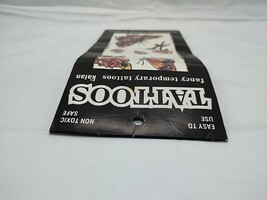 EASY TO
USE
TATTOOS
NON TOXIC
SAFE
fancy temporary tattoos Kalan